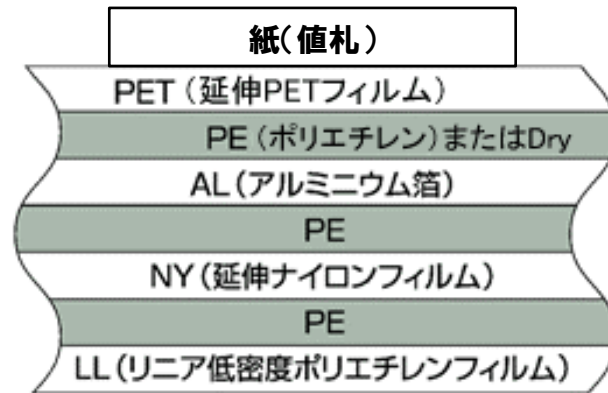 紙(値札)
PET(延伸PETフィルム)
PE(ポリエチレン)またはDry
AL(アルミニウム箔)
PE
NY(延伸ナイロンフィルム)
PE
LL(リニア低密度ポリエチレンフィルム)